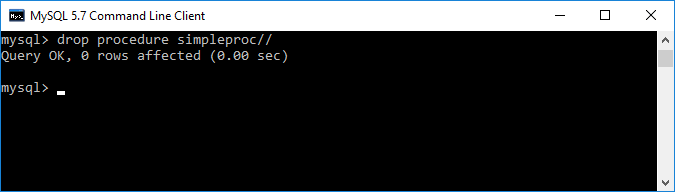 MySQL 5.7 Command Line Client
mysql> drop procedure simpleproc//
Query OK, 0 rows affected (0.00 sec)
mysql>